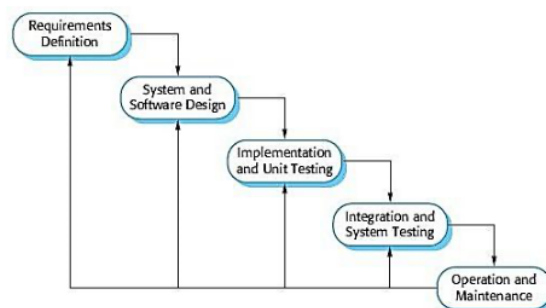 Requirements
Definition
System and
Software Design
Implementation
and Unit Testing
Integration and
System Testing
Operation and
Maintenance